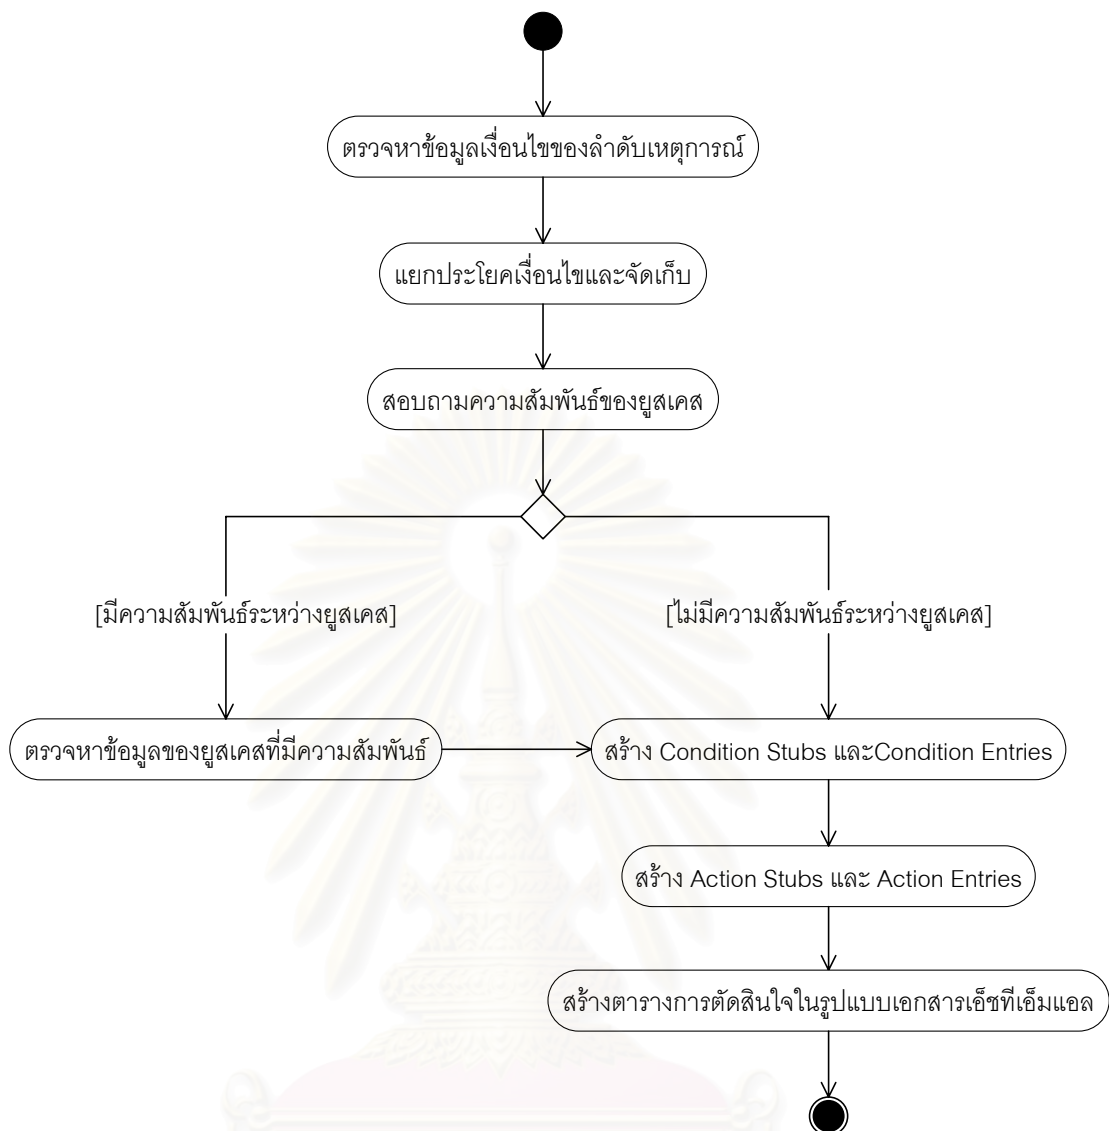 ตรวจหาข้อมูลเงื่อนไขของลำดับเหตุการณ์
แยกประโยคเงื่อนไขและจัดเก็บ
สอบถามความสัมพันธ์ของยูสเคส
[มีความสัมพันธ์ระหว่างยูสเคส]
[ไม่มีความสัมพันธ์ระหว่างยูสเคส]
ตรวจหาข้อมูลของยูสเคสที่มีความสัมพันธ์
สร้าง Condition Stubs และCondition Entries
สร้าง Action Stubs และ Action Entries
สร้างตารางการตัดสินใจในรูปแบบเอกสารเอ็ชทีเอ็มแอล